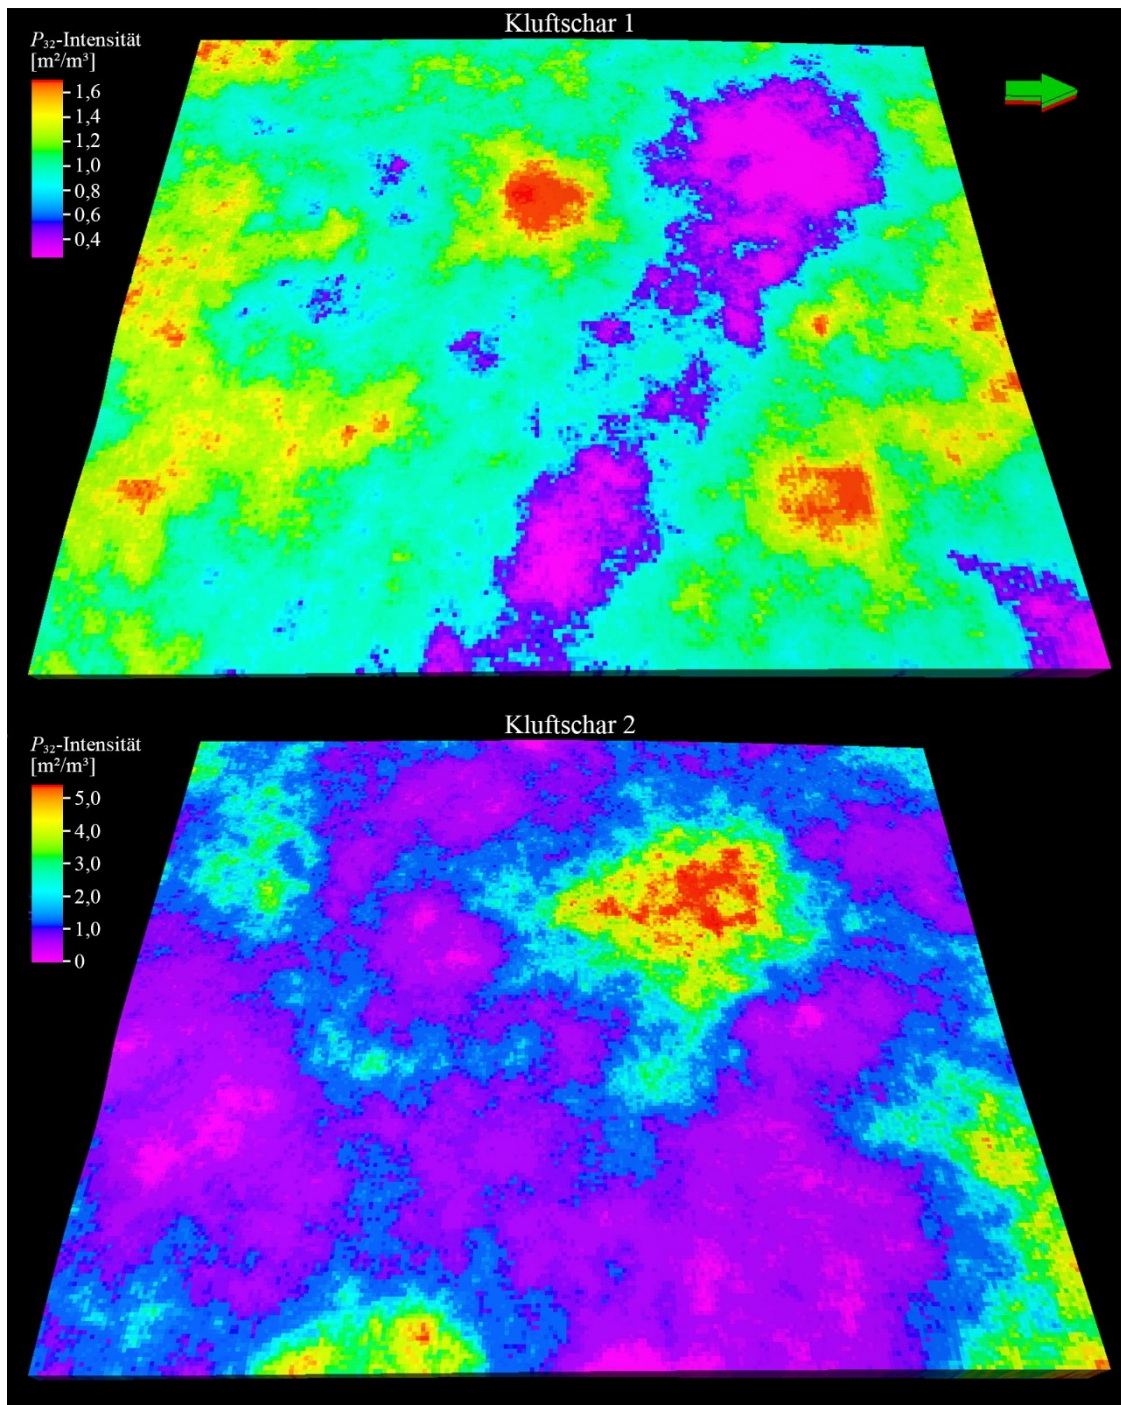 Kluftschar 1
P₃₂-Intensität
[m²/m³]
1,6
1,4
1,2
1,0
0,8
0,6
0,4
Kluftschar 2
P₃₂-Intensität
[m²/m³]
5,0
4,0
3,0
2,0
1,0
0